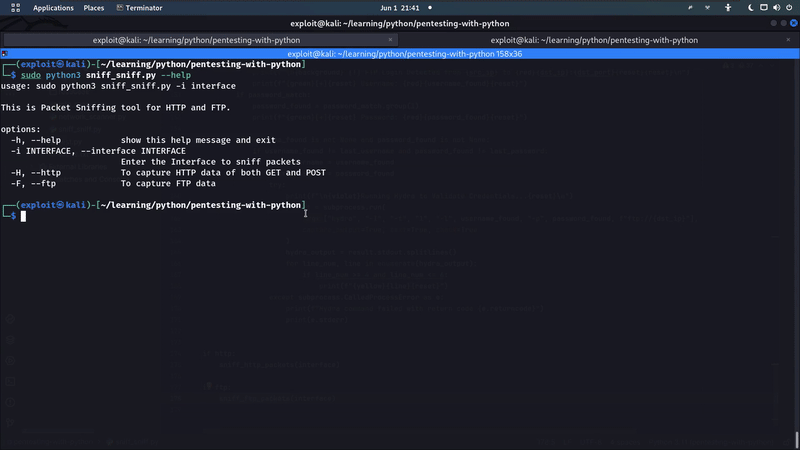 Applications Places Terminator Jun 1 21:41
exploit@kali: ~/learning/python/pentesting-with-python
exploit@kali: ~/learning/python/pentesting-with-python exploit@kali: ~/learning/python/pentesting-with-python
exploit@kali: ~/learning/python/pentesting-with-python 158x36
┌──(exploit㉿kali)-[~/learning/python/pentesting-with-python]
└─$ sudo python3 sniff_sniff.py --help
usage: sudo python3 sniff_sniff.py -i interface
This is Packet Sniffing tool for HTTP and FTP.
options:
-h, --help show this help message and exit
-i INTERFACE, --interface INTERFACE
Enter the Interface to sniff packets
-H, --http To capture HTTP data of both GET and POST
-F, --ftp To capture FTP data
┌──(exploit㉿kali)-[~/learning/python/pentesting-with-python]
└─$